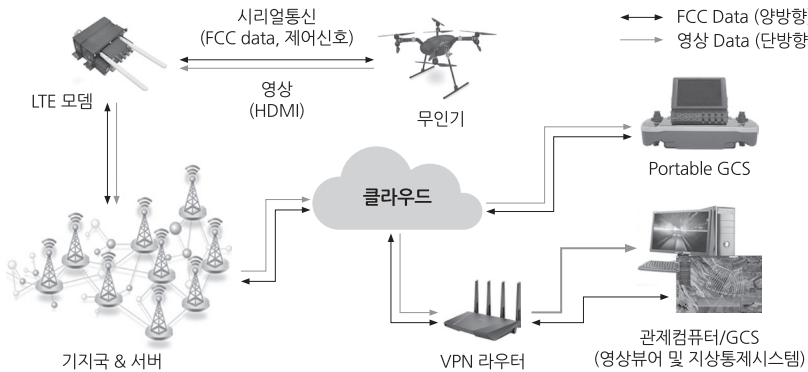 시리얼통신
(FCC data, 제어신호)
FCC Data (양방향
영상 Data (단방향
LTE 모뎀
영상
(HDMI)
무인기
Portable GCS
클라우드
기지국 & 서버
VPN 라우터
관제컴퓨터/GCS
(영상뷰어 및 지상통제시스템)